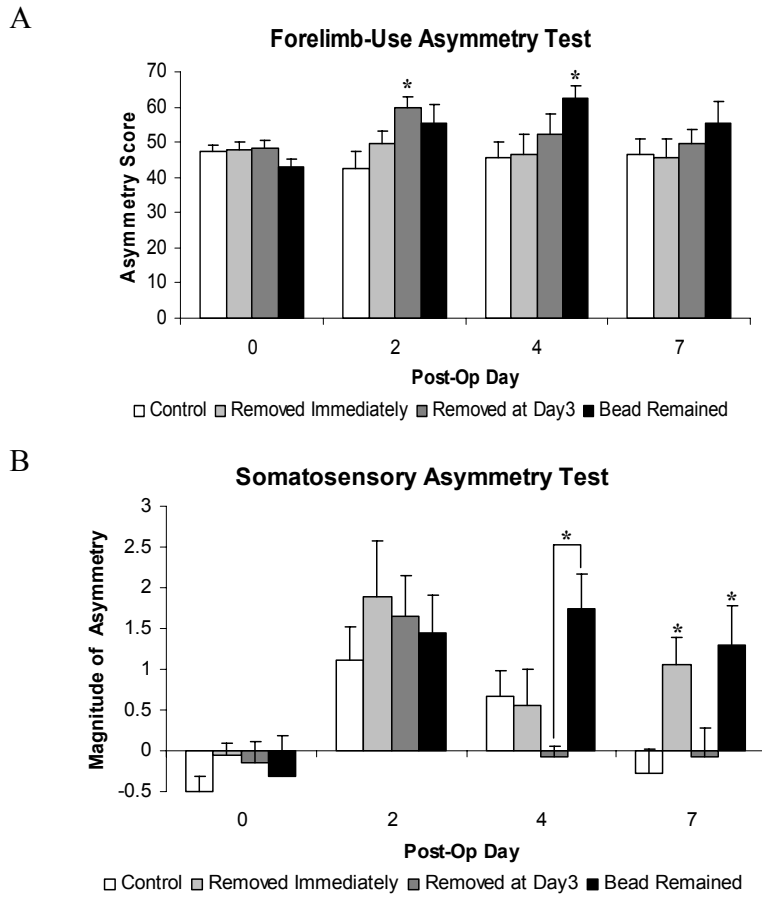 A
Forelimb-Use Asymmetry Test
70
60
50
40
30
20
10
0
Asymmetry Score
*
*
0 2 4 7
Post-Op Day
Control Removed Immediately Removed at Day3 Bead Remained
B
Somatosensory Asymmetry Test
3
2.5
2
1.5
1
0.5
0
-0.5
Magnitude of Asymmetry
*
*
*
0 2 4 7
Post-Op Day
Control Removed Immediately Removed at Day3 Bead Remained